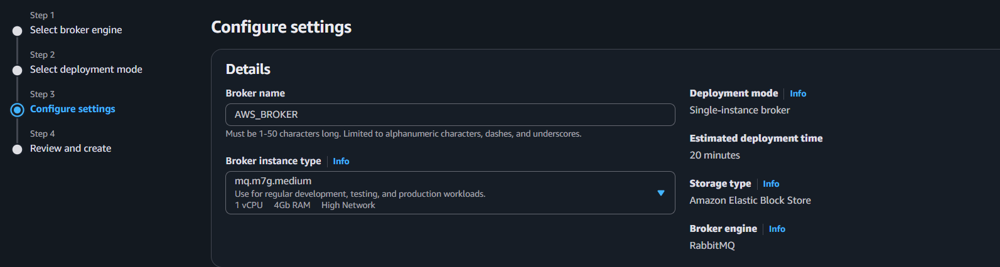 Step 1
Select broker engine
Step 2
Select deployment mode
Step 3
Configure settings
Step 4
Review and create
Configure settings
Details
Broker name
AWS_BROKER
Must be 1-50 characters long. Limited to alphanumeric characters, dashes, and underscores.
Broker instance type Info
mq.m7g.medium
Use for regular development, testing, and production workloads.
1 vCPU 4Gb RAM High Network
Deployment mode Info
Single-instance broker
Estimated deployment time
20 minutes
Storage type Info
Amazon Elastic Block Store
Broker engine Info
RabbitMQ